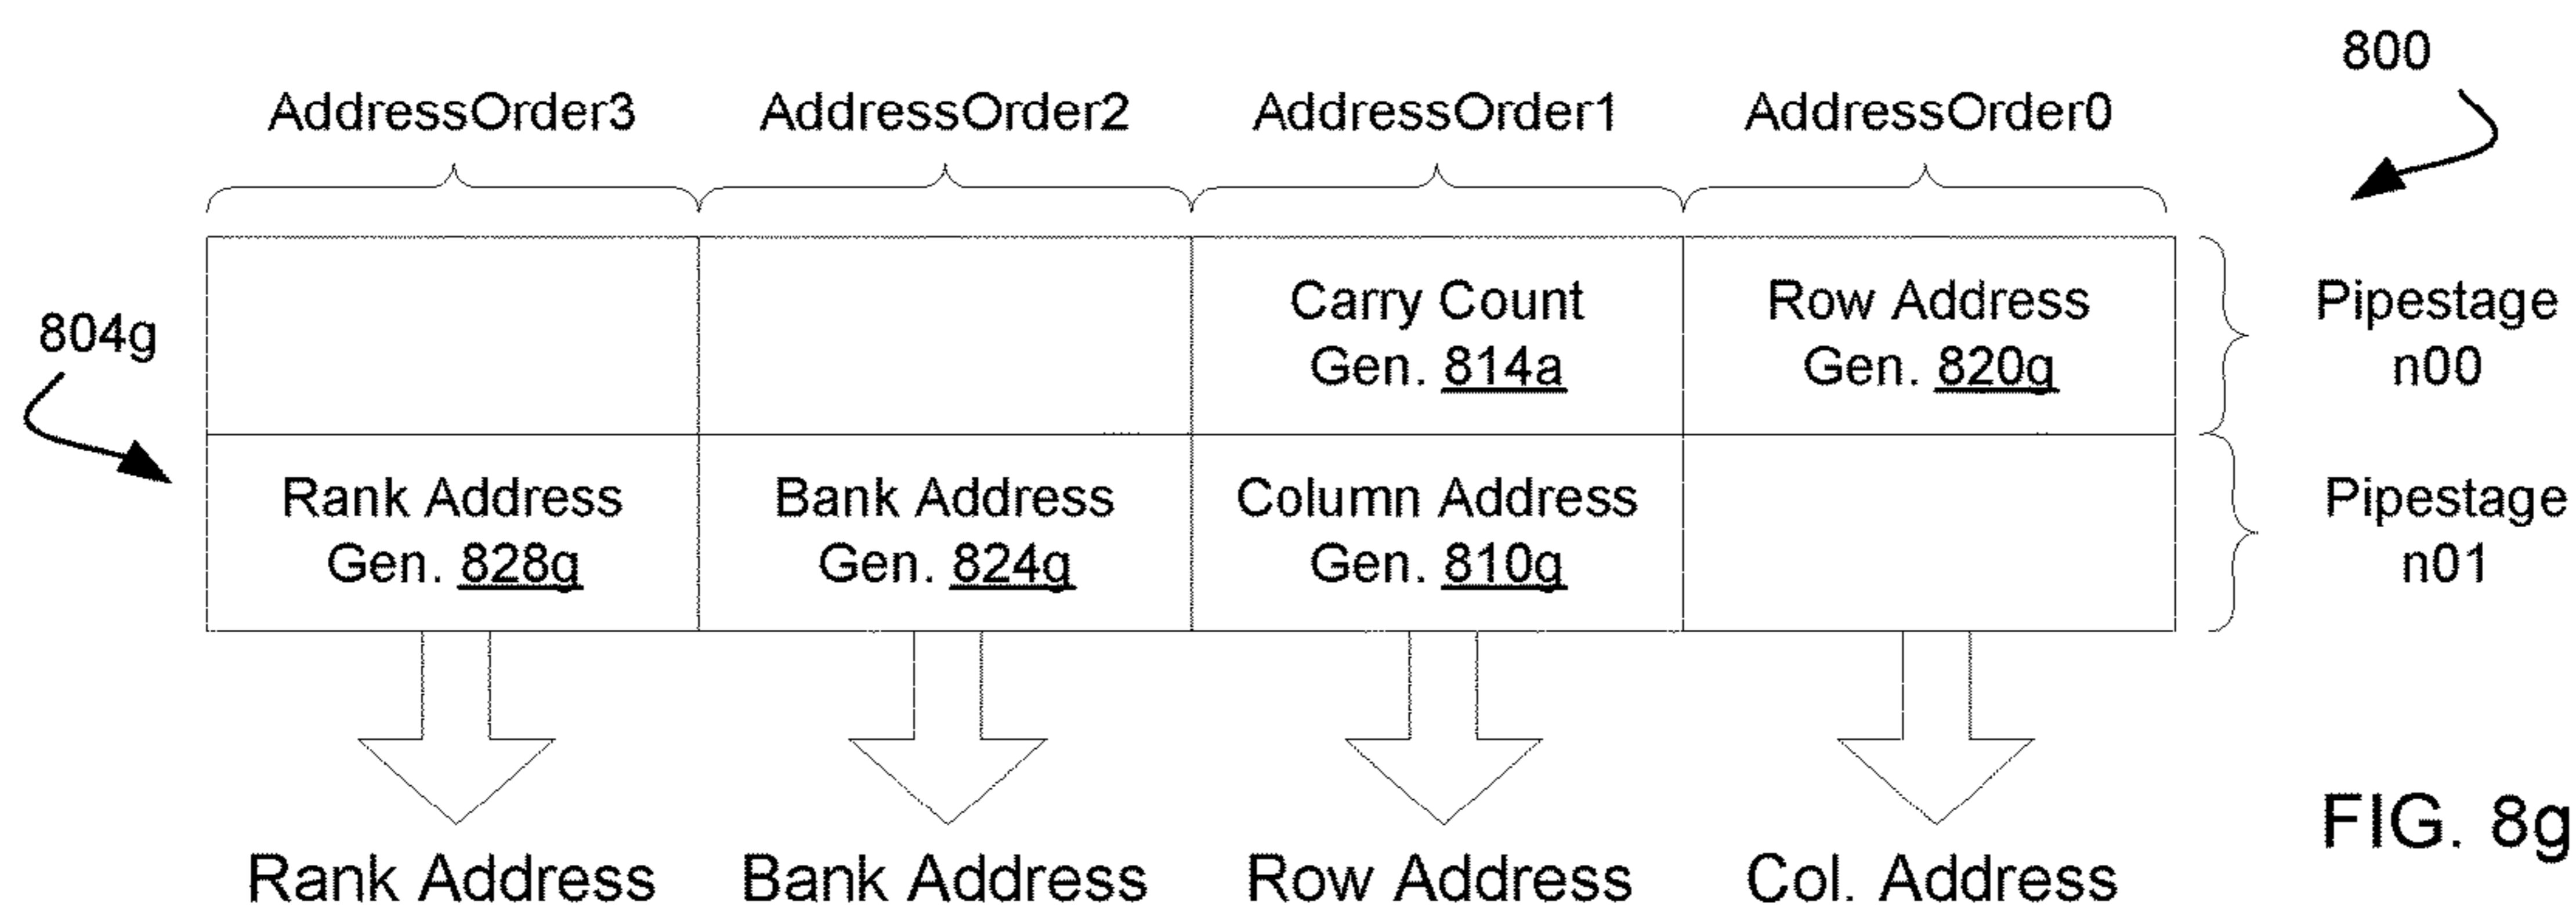 800
AddressOrder3 AddressOrder2 AddressOrder1 AddressOrder0
804g
Carry Count
Gen. 814a
Row Address
Gen. 820g
Pipestage
n00
Rank Address
Gen. 828g
Bank Address
Gen. 824g
Column Address
Gen. 810g
Pipestage
n01
Rank Address Bank Address Row Address Col. Address
FIG. 8g